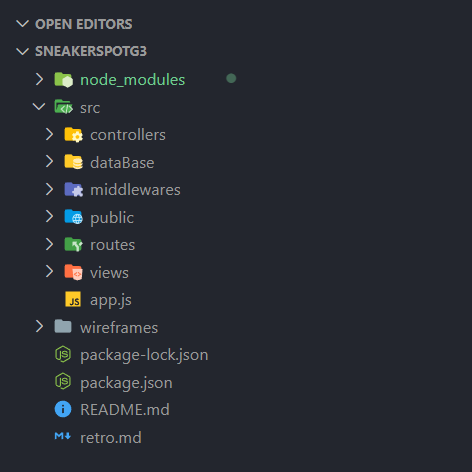 OPEN EDITORS
SNEAKERSPOTG3
node_modules
src
controllers
dataBase
middlewares
public
routes
views
JS app.js
wireframes
package-lock.json
package.json
README.md
retro.md